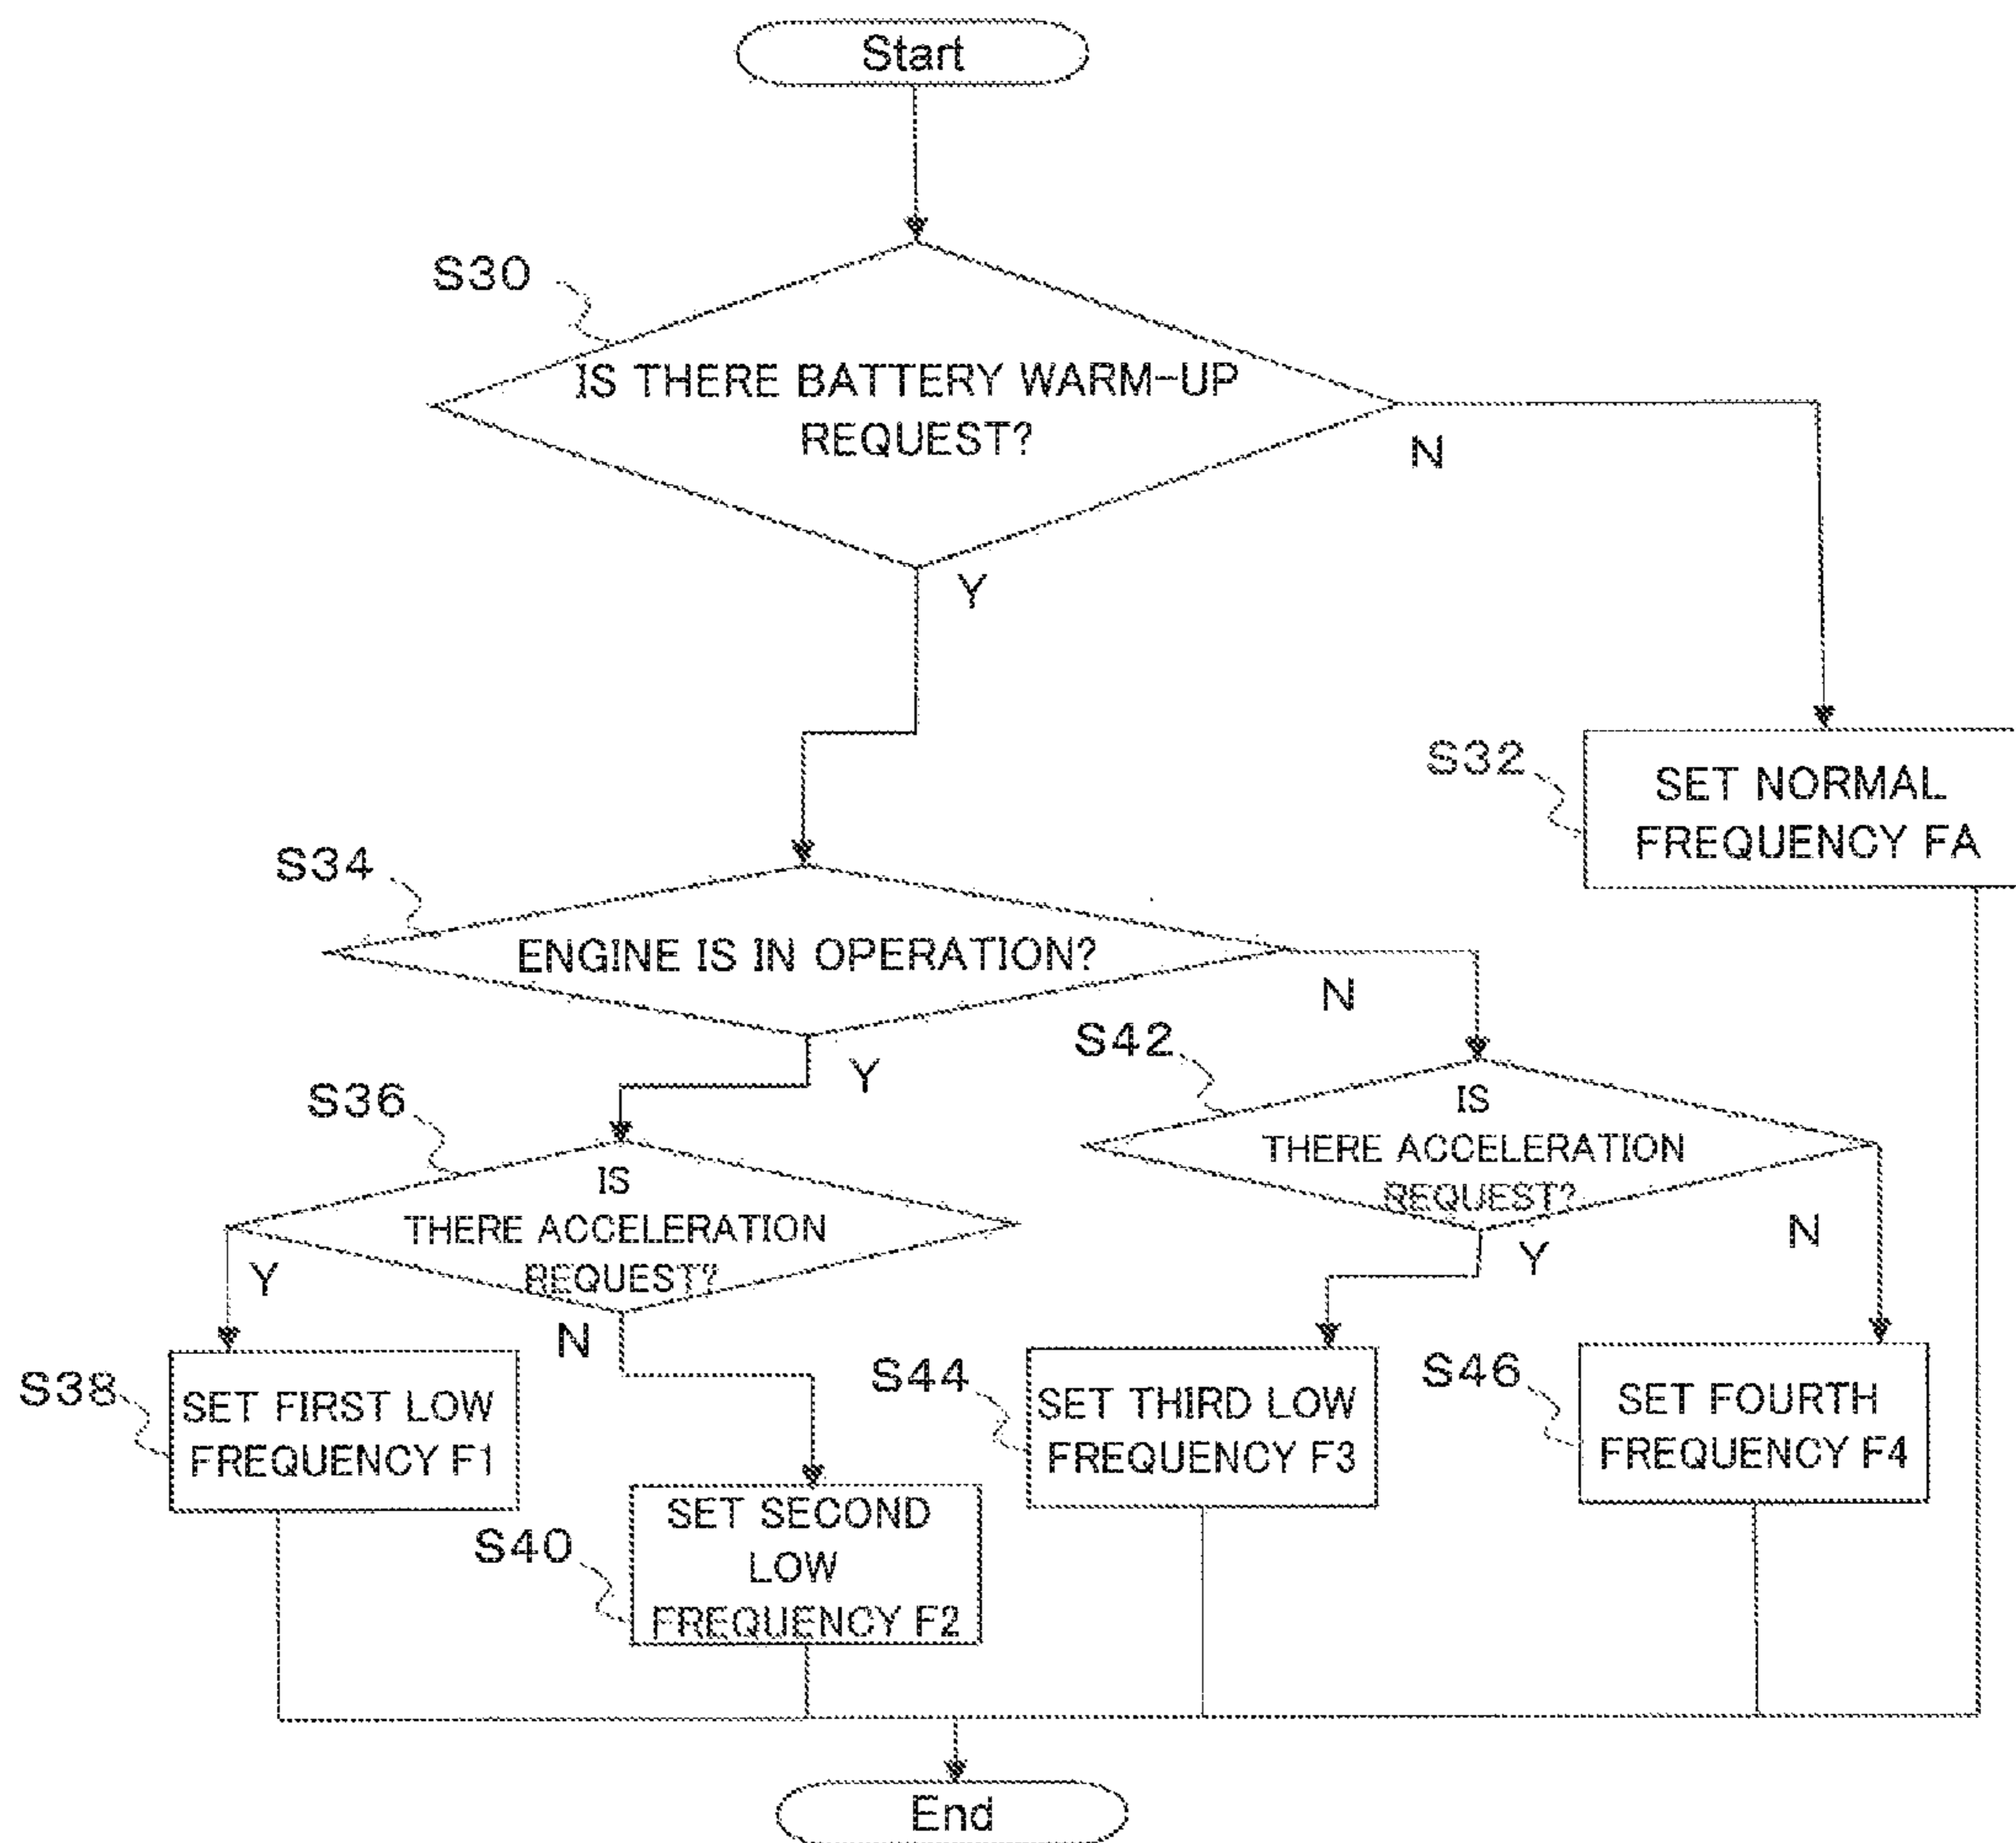 Start
S30
IS THERE BATTERY WARM-UP
REQUEST?
N
Y
S32
SET NORMAL
FREQUENCY FA
S34
ENGINE IS IN OPERATION?
N
Y
S42
IS
THERE ACCELERATION
REQUEST?
N
Y
S36
IS
THERE ACCELERATION
REQUEST?
Y
N
S38
SET FIRST LOW
FREQUENCY F1
S40
SET SECOND
LOW
FREQUENCY F2
S44
SET THIRD LOW
FREQUENCY F3
S46
SET FOURTH
FREQUENCY F4
End